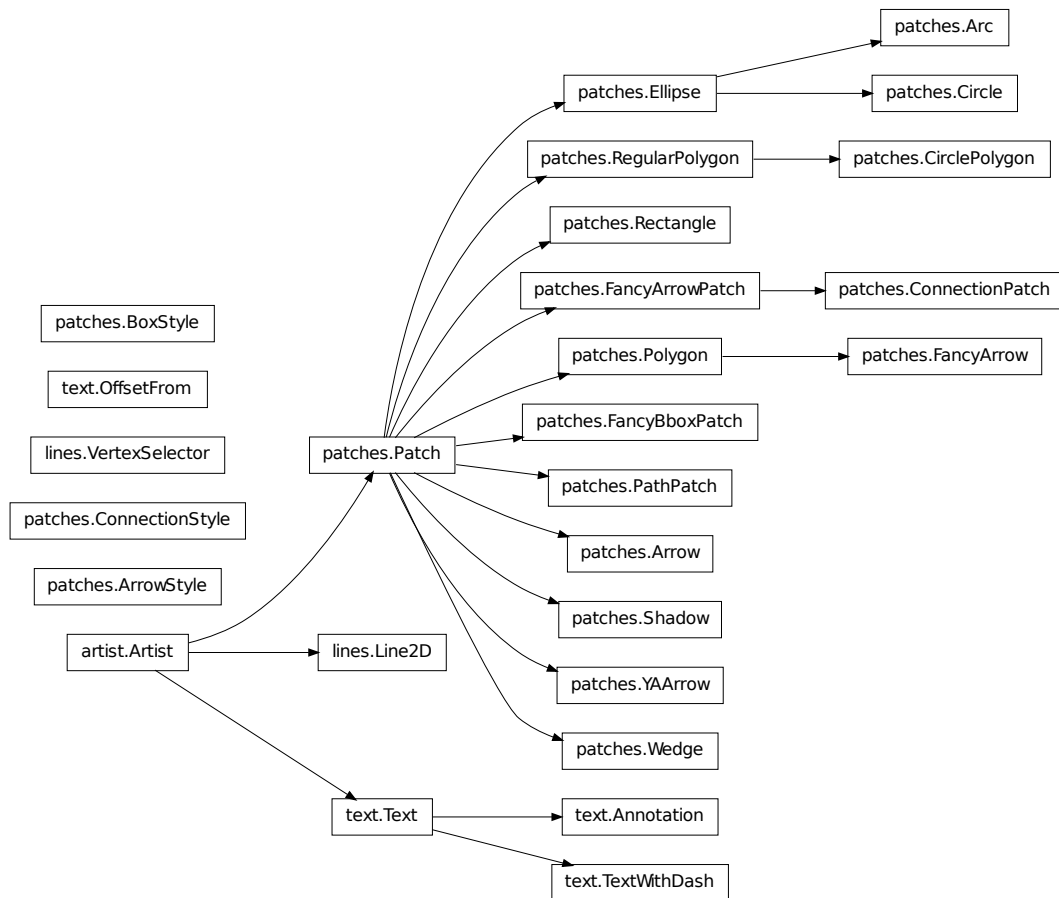 patches.Arc
patches.Ellipse
patches.Circle
patches.RegularPolygon
patches.CirclePolygon
patches.Rectangle
patches.FancyArrowPatch
patches.ConnectionPatch
patches.BoxStyle
patches.Polygon
patches.FancyArrow
text.OffsetFrom
patches.FancyBboxPatch
lines.VertexSelector
patches.Patch
patches.PathPatch
patches.ConnectionStyle
patches.Arrow
patches.ArrowStyle
patches.Shadow
artist.Artist
lines.Line2D
patches.YAArrow
patches.Wedge
text.Text
text.Annotation
text.TextWithDash